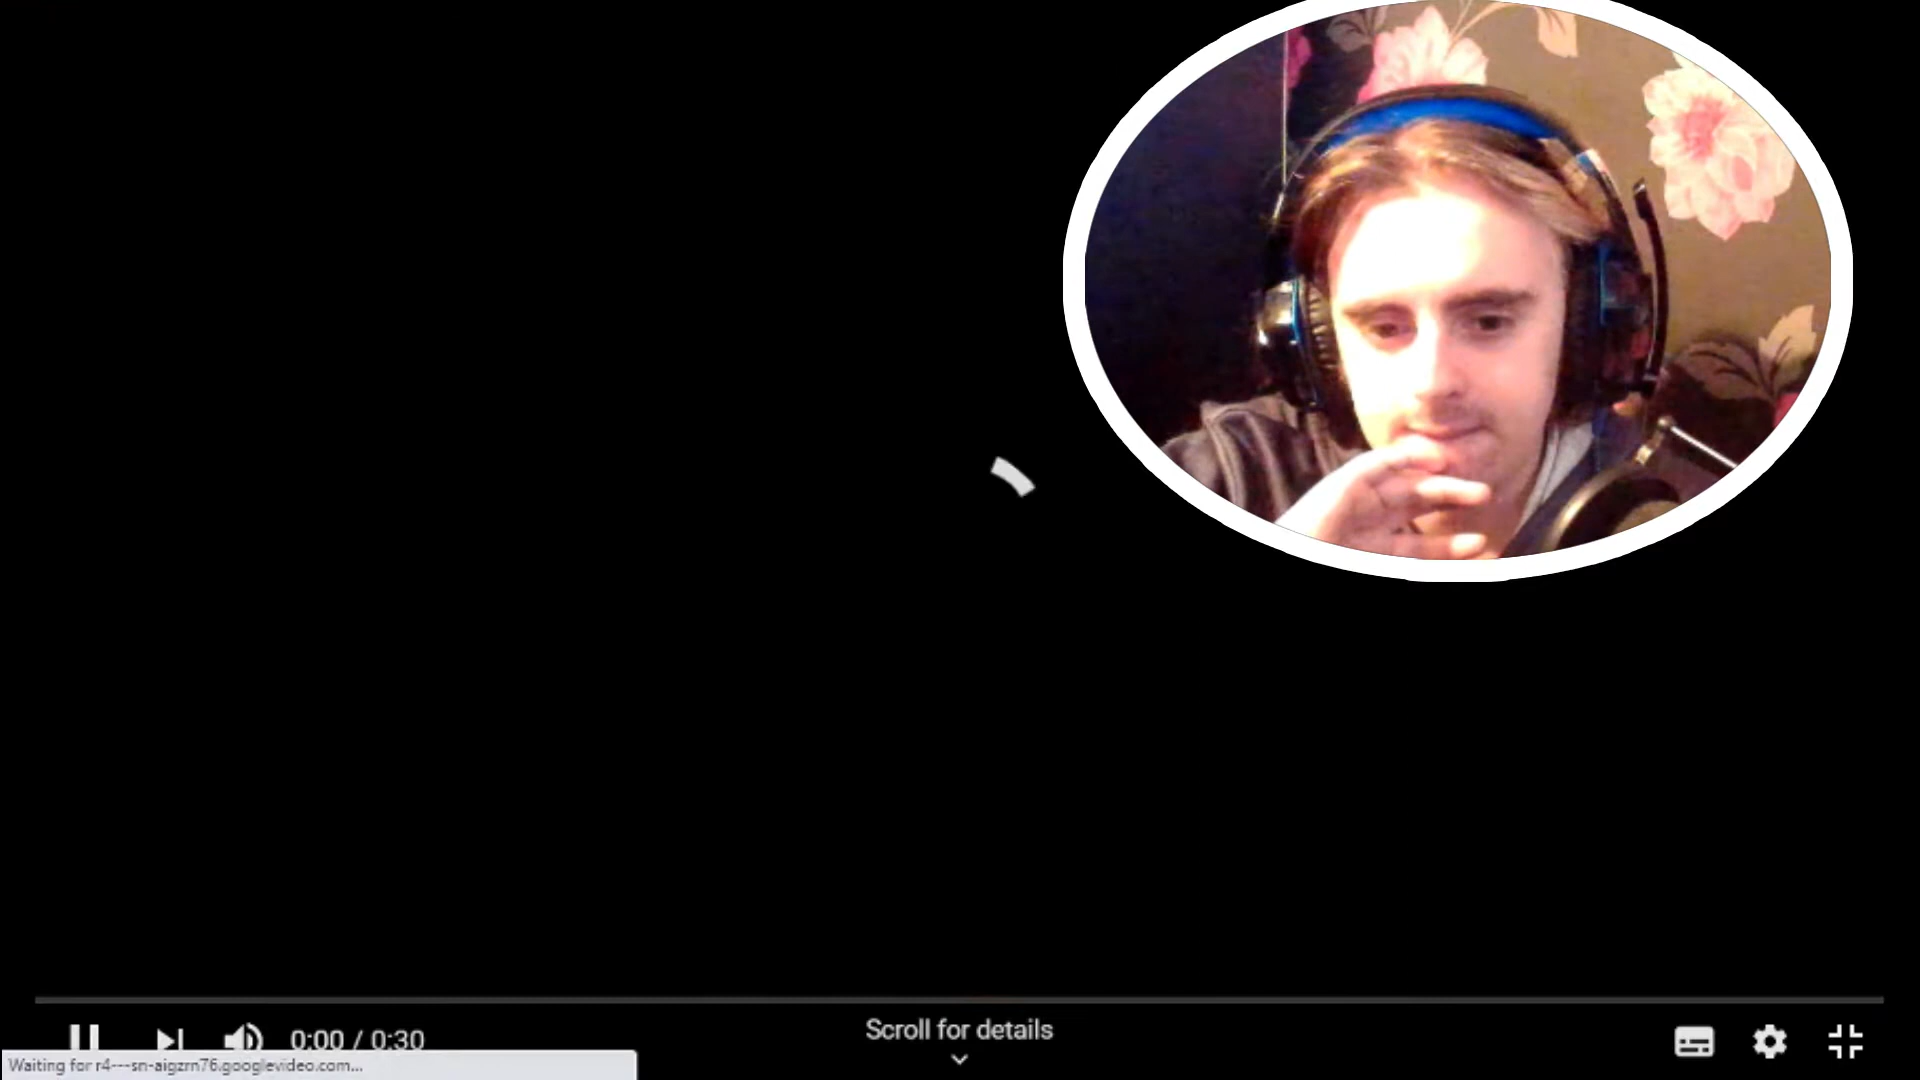 0:00 / 0:30
Scroll for details
Waiting for r4---sn-aigzrn76.googlevideo.com...